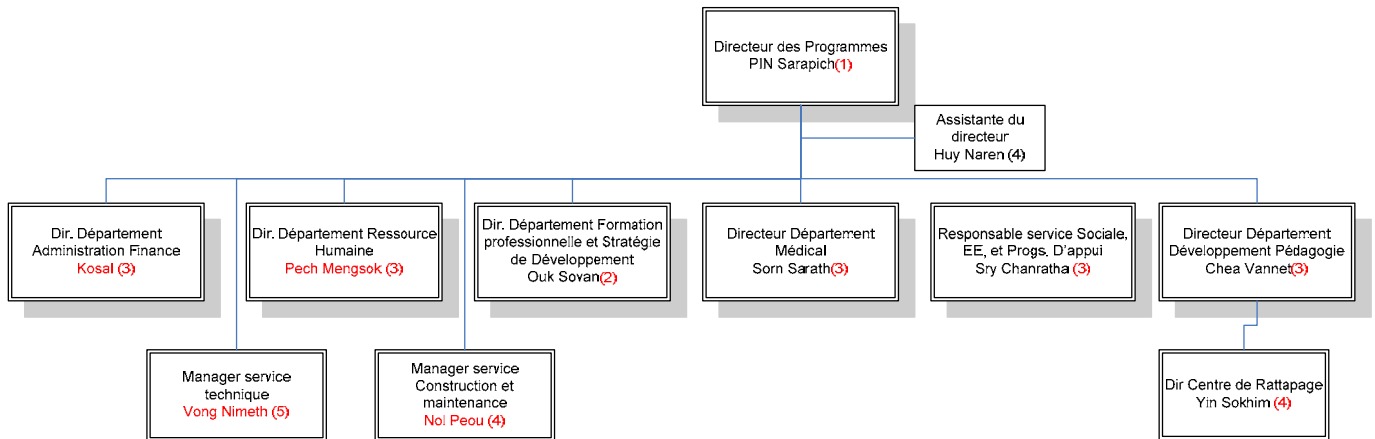 Directeur des Programmes
PIN Sarapich(1)
Assistante du
directeur
Huy Naren (4)
Dir. Département
Administration Finance
Kosal (3)
Dir. Département Ressource
Humaine
Pech Mengsok (3)
Dir. Département Formation
professionnelle et Stratégie
de Développement
Ouk Sovan(2)
Directeur Département
Médical
Sorn Sarath(3)
Responsable service Sociale,
EE, et Progs. D'appui
Sry Chanratha (3)
Directeur Département
Développement Pédagogie
Chea Vannet(3)
Manager service
technique
Vong Nimeth (5)
Manager service
Construction et
maintenance
Nol Peou (4)
Dir Centre de Rattapage
Yin Sokhim (4)